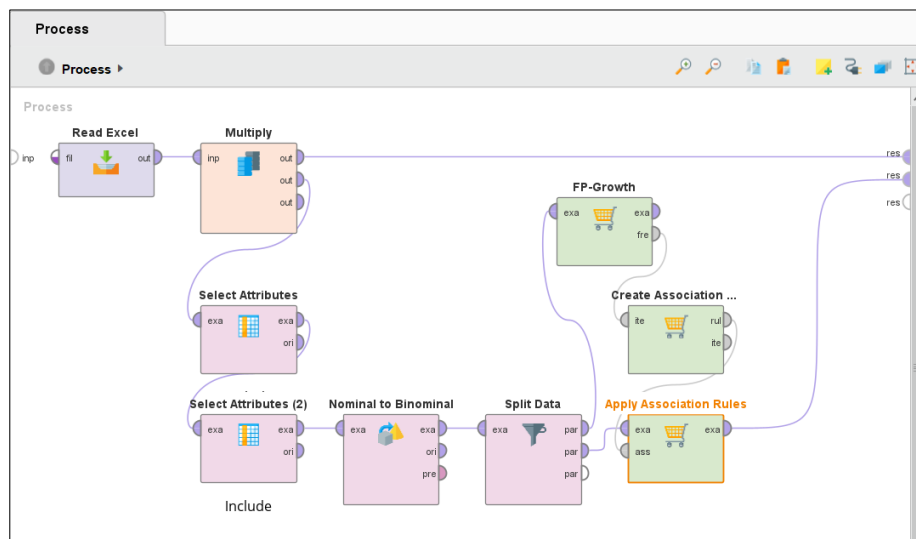 Process
Process
Process
Read Excel
Multiply
inp
fil
out
inp
out
out
out
res
res
res
FP-Growth
exa
exa
fre
Select Attributes
exa
exa
ori
Create Association ...
ite
rul
ite
Select Attributes (2)
Nominal to Binominal
Split Data
Apply Association Rules
exa
exa
ori
exa
exa
ori
pre
exa
par
par
par
exa
ass
exa
Include